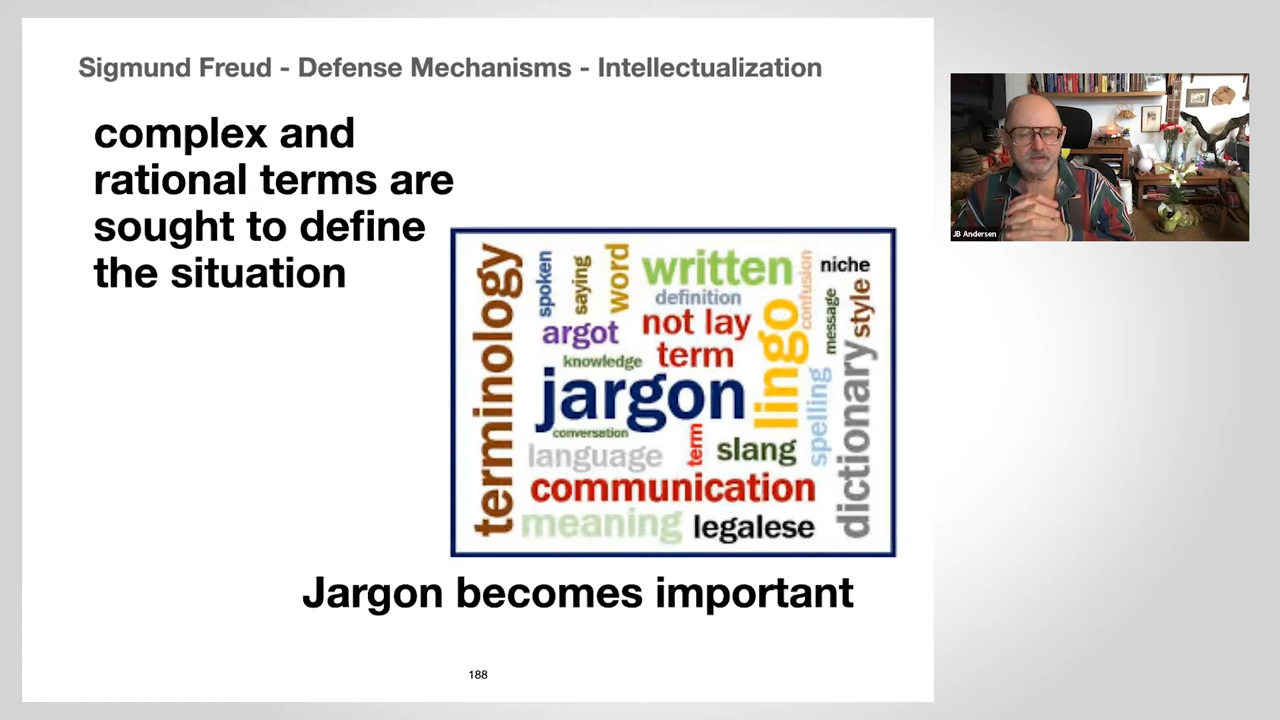 Sigmund Freud - Defense Mechanisms - Intellectualization
complex and
rational terms are
sought to define
the situation
terminology
spoken
saying
word
written
confusion
niche
definition
message
style
argot
not lay
lingo
knowledge
term
jargon
spelling
dictionary
conversation
term
slang
language
communication
meaning
legalese
Jargon becomes important
188
JB Andersen